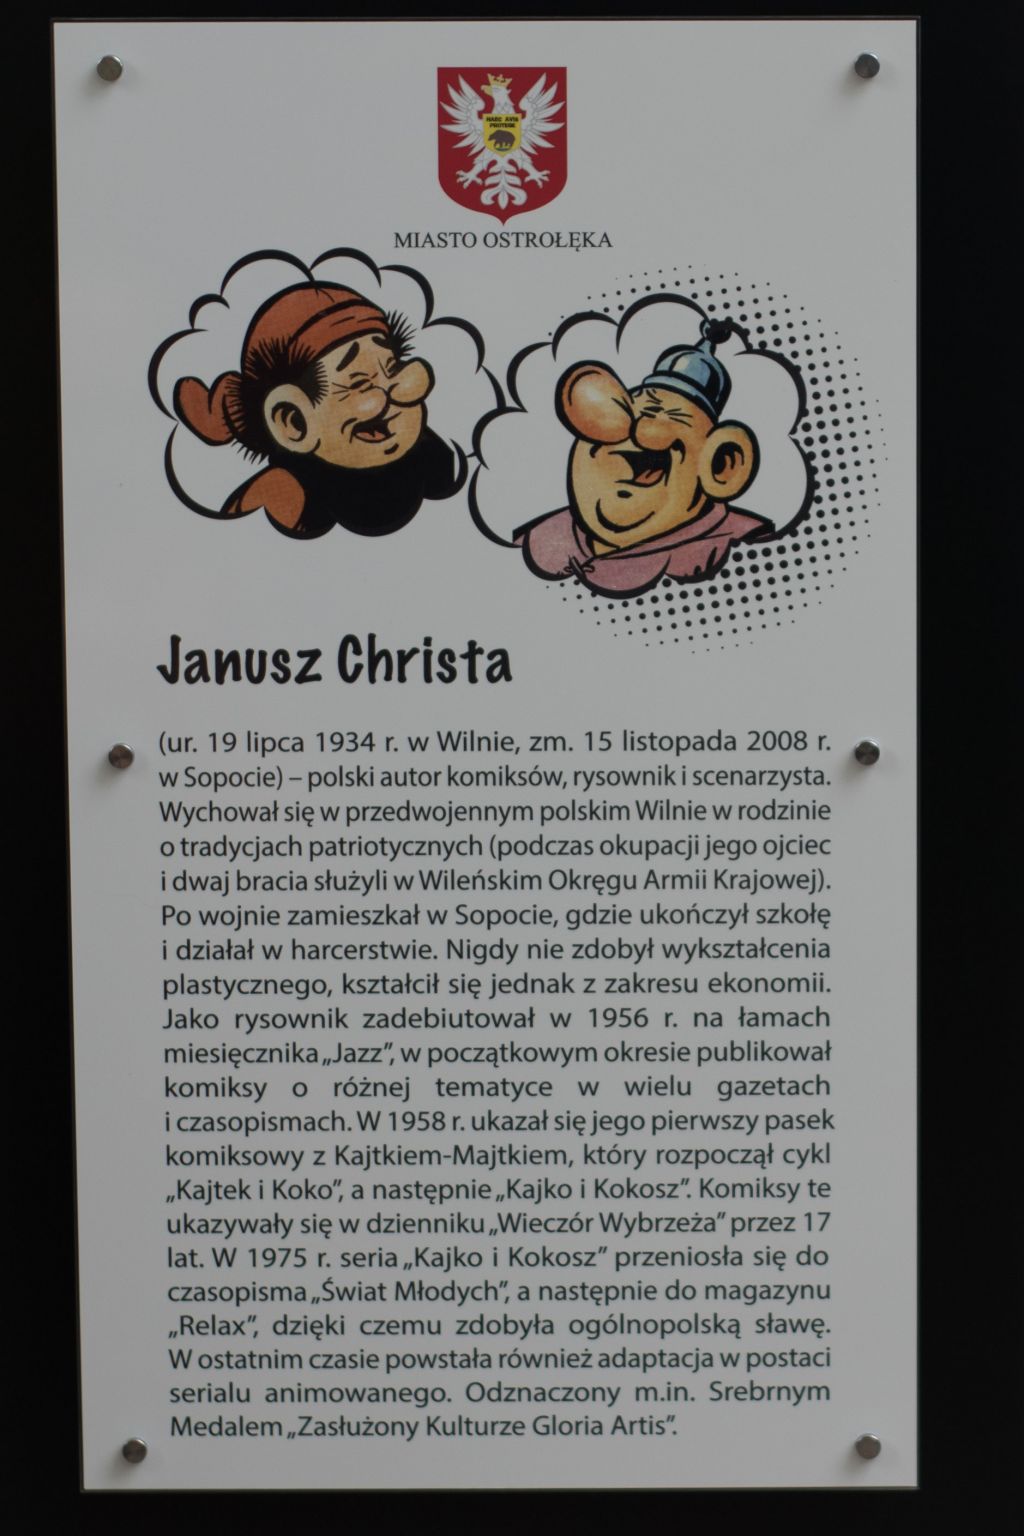 HAEC AVIS
PROTEGE
MIASTO OSTROŁĘKA
Janusz Christa
(ur. 19 lipca 1934 r. w Wilnie, zm. 15 listopada 2008 r.
w Sopocie) – polski autor komiksów, rysownik i scenarzysta.
Wychował się w przedwojennym polskim Wilnie w rodzinie
o tradycjach patriotycznych (podczas okupacji jego ojciec
i dwaj bracia służyli w Wileńskim Okręgu Armii Krajowej).
Po wojnie zamieszkał w Sopocie, gdzie ukończył szkołę
i działał w harcerstwie. Nigdy nie zdobył wykształcenia
plastycznego, kształcił się jednak z zakresu ekonomii.
Jako rysownik zadebiutował w 1956 r. na łamach
miesięcznika „Jazz”, w początkowym okresie publikował
komiksy o różnej tematyce w wielu gazetach
i czasopismach. W 1958 r. ukazał się jego pierwszy pasek
komiksowy z Kajtkiem-Majtkiem, który rozpoczął cykl
„Kajtek i Koko”, a następnie „Kajko i Kokosz”. Komiksy te
ukazywały się w dzienniku „Wieczór Wybrzeża” przez 17
lat. W 1975 r. seria „Kajko i Kokosz” przeniosła się do
czasopisma „Świat Młodych”, a następnie do magazynu
„Relax”, dzięki czemu zdobyła ogólnopolską sławę.
W ostatnim czasie powstała również adaptacja w postaci
serialu animowanego. Odznaczony m.in. Srebrnym
Medalem „Zasłużony Kulturze Gloria Artis”.